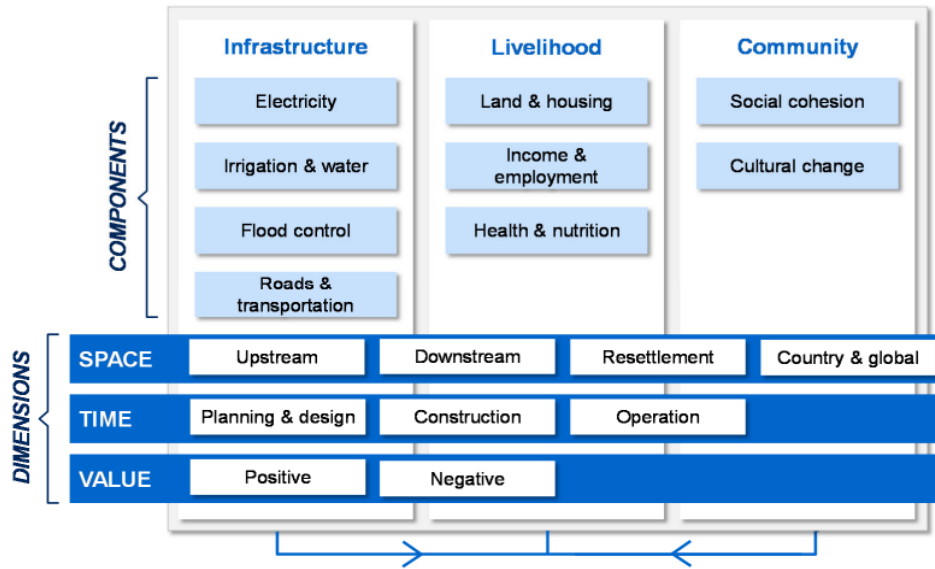 Infrastructure
Livelihood
Community
COMPONENTS
Electricity
Land & housing
Social cohesion
Irrigation & water
Income &
employment
Cultural change
Flood control
Health & nutrition
Roads &
transportation
DIMENSIONS
SPACE
Upstream
Downstream
Resettlement
Country & global
TIME
Planning & design
Construction
Operation
VALUE
Positive
Negative